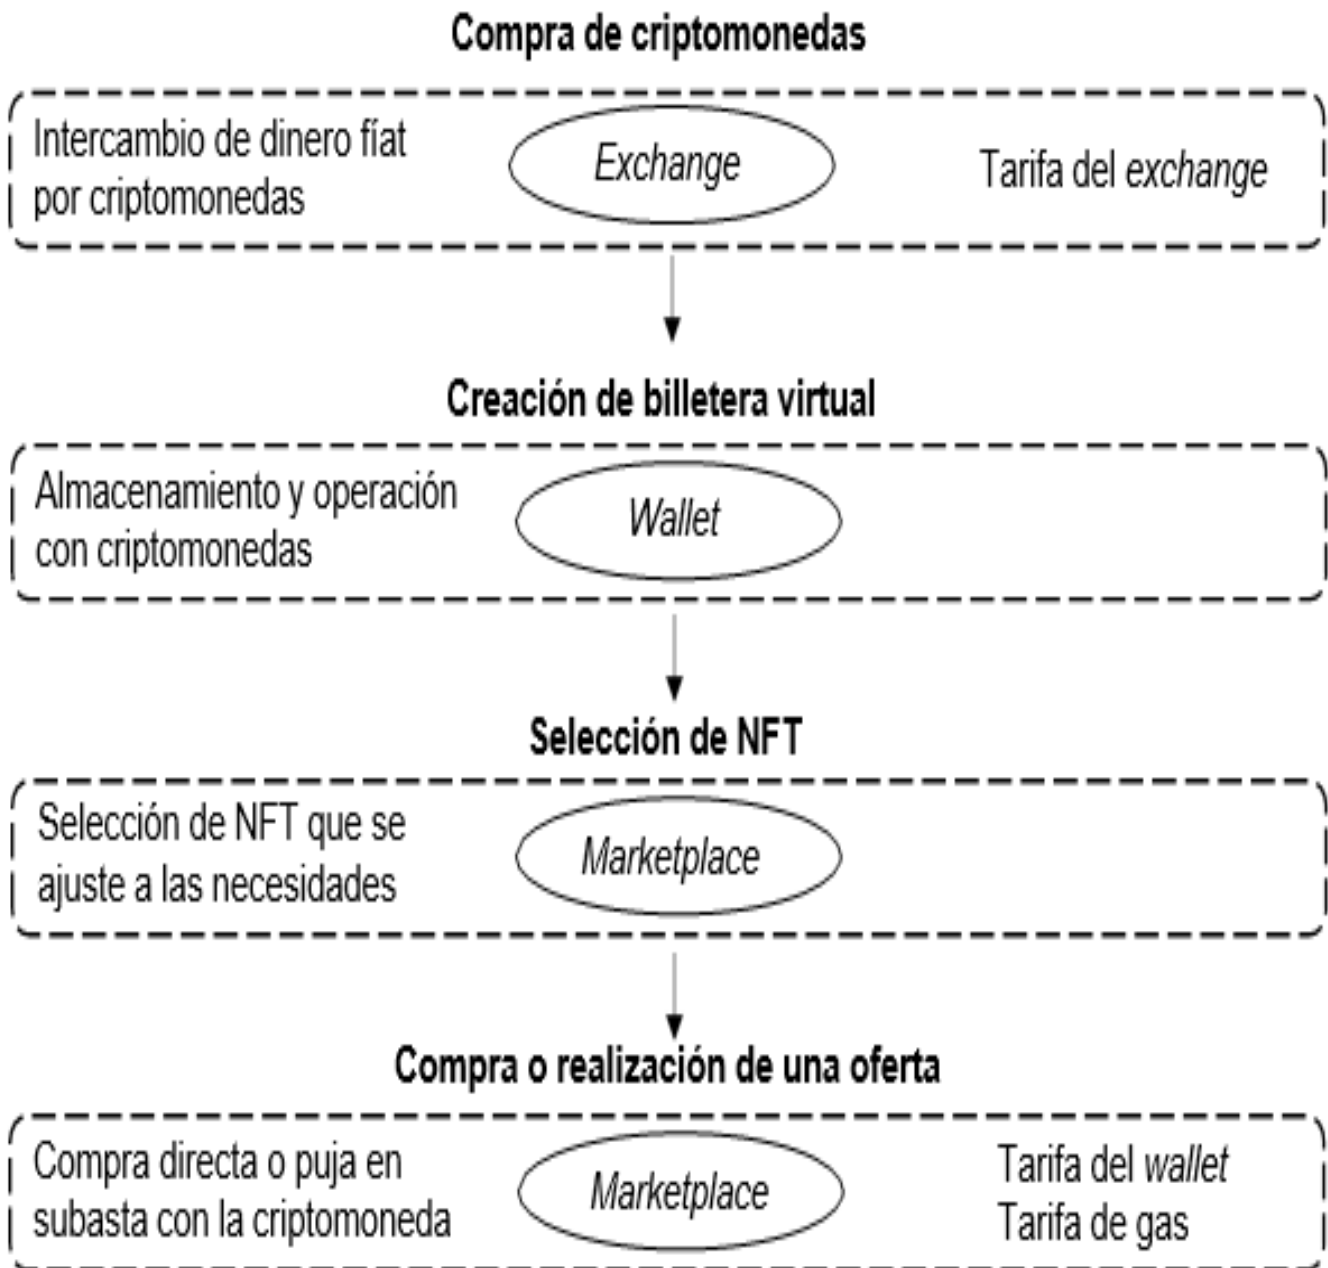 Compra de criptomonedas
Intercambio de dinero fíat
por criptomonedas
Exchange
Tarifa del exchange
Creación de billetera virtual
Almacenamiento y operación
con criptomonedas
Wallet
Selección de NFT
Selección de NFT que se
ajuste a las necesidades
Marketplace
Compra o realización de una oferta
Compra directa o puja en
subasta con la criptomoneda
Marketplace
Tarifa del wallet
Tarifa de gas